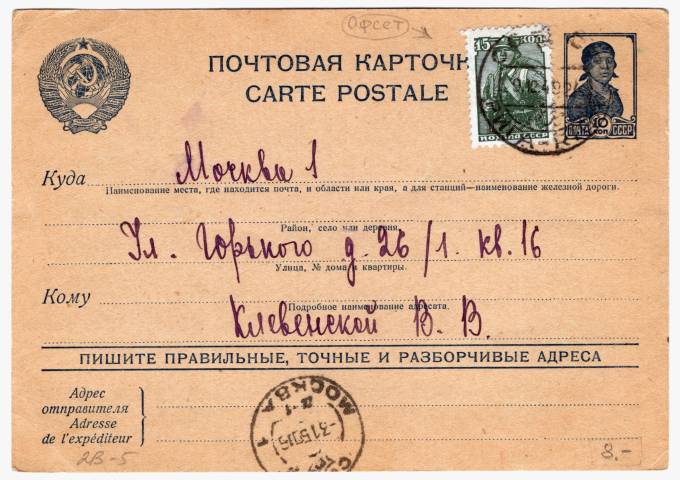 Офсет
ПОЧТОВАЯ КАРТОЧК
CARTE POSTALE
15 КОП.
ПОЧТА СССР
ПОЧТА 10 КОП СССР
Куда Москва 1
Наименование места, где находится почта, и области или края, а для станций—наименование железной дороги.
Район, село или деревня.
Ул. Горького д. 26/1. кв. 16
Улица, № дома и квартиры.
Кому
Подробное наименование адресата.
Клевенской В. В.
ПИШИТЕ ПРАВИЛЬНЫЕ, ТОЧНЫЕ И РАЗБОРЧИВЫЕ АДРЕСА
Адрес
отправителя
Adresse
de l'expéditeur
МОСКВА 1
2В-5
8.-